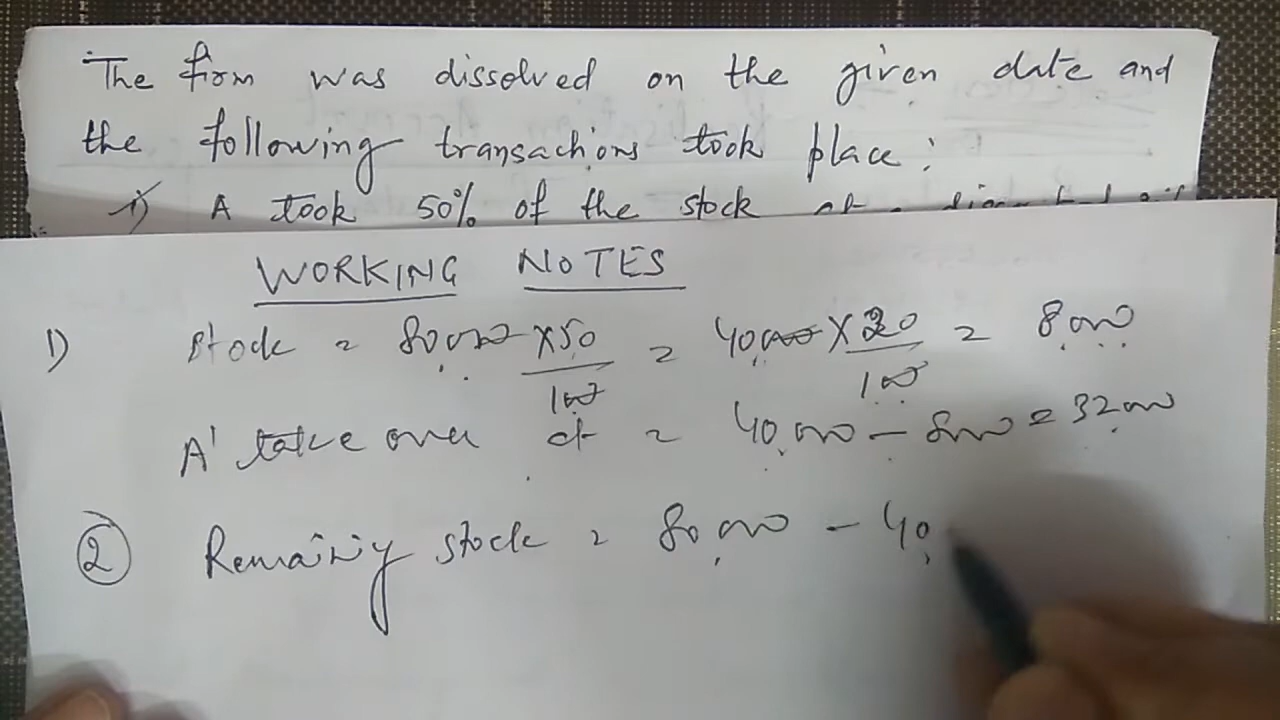 The firm was dissolved on the given date and
the following transactions took place:
1) A took 50% of the stock at a
WORKING NOTES
1) Stock = 80,000 × 50/100 = 40,000 × 20/100 = 8,000
A' take over at = 40,000 - 8000 = 32,000
② Remaining stock = 80,000 - 40,